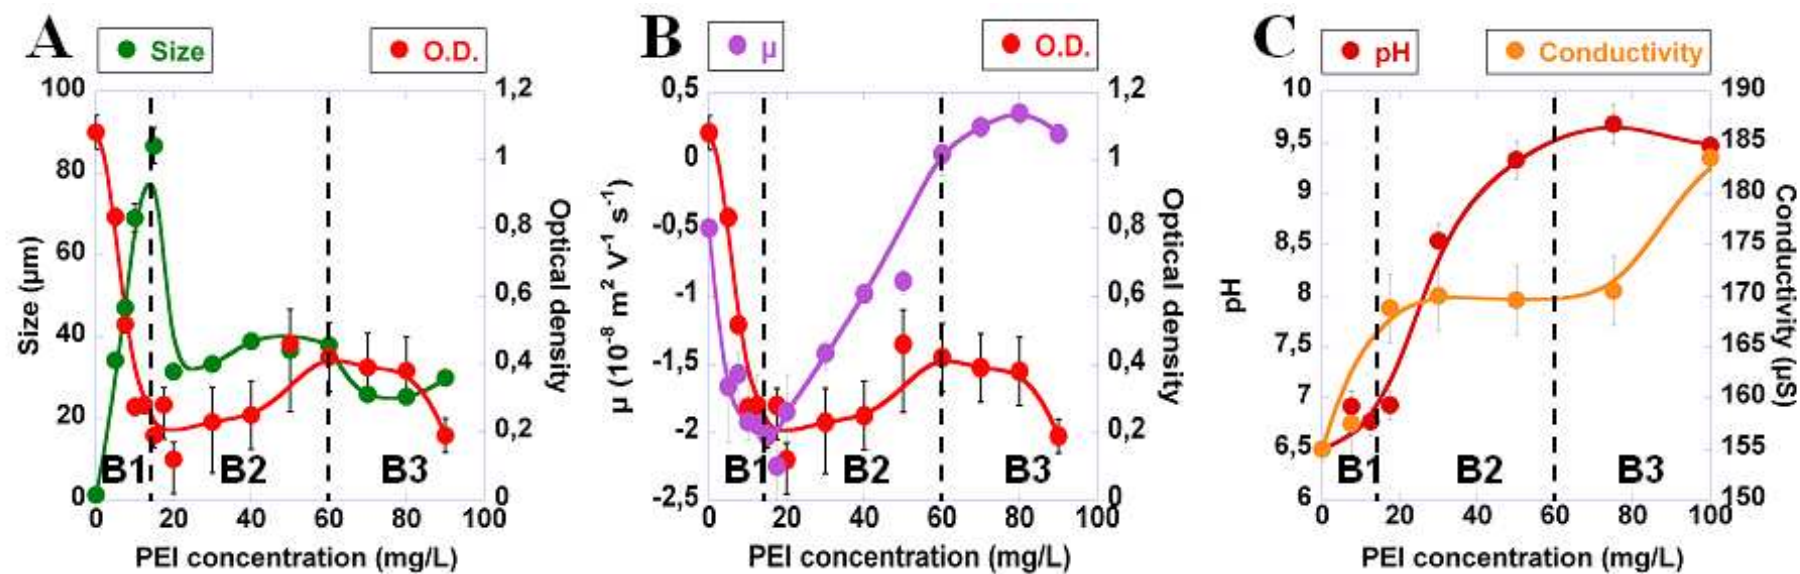 A
Size
O.D.
100
80
60
40
20
0
Size (µm)
1,2
1
0,8
0,6
0,4
0,2
0
Optical density
B1
B2
B3
0 20 40 60 80 100
PEI concentration (mg/L)
B
µ
O.D.
0,5
0
-0,5
-1
-1,5
-2
-2,5
µ (10⁻⁸ m² V⁻¹ s⁻¹)
1,2
1
0,8
0,6
0,4
0,2
0
Optical density
B1
B2
B3
0 20 40 60 80 100
PEI concentration (mg/L)
C
pH
Conductivity
10
9,5
9
8,5
8
7,5
7
6,5
6
pH
190
185
180
175
170
165
160
155
150
Conductivity (µS)
B1
B2
B3
0 20 40 60 80 100
PEI concentration (mg/L)